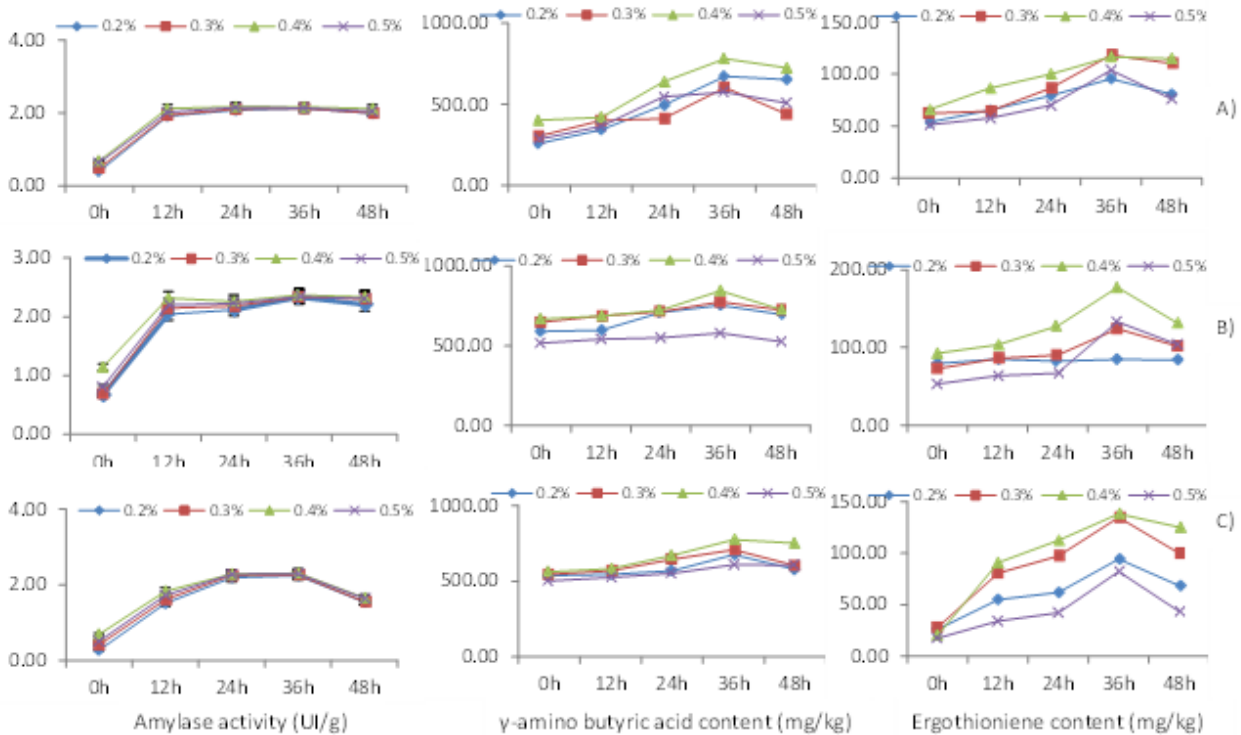 0.2% 0.3% 0.4% 0.5%
4.00
2.00
0.00
0h 12h 24h 36h 48h
0.2% 0.3% 0.4% 0.5%
1000.00
500.00
0.00
0h 12h 24h 36h 48h
0.2% 0.3% 0.4% 0.5%
150.00
100.00
50.00
0.00
0h 12h 24h 36h 48h
A)
0.2% 0.3% 0.4% 0.5%
3.00
2.00
1.00
0.00
0h 12h 24h 36h 48h
0.2% 0.3% 0.4% 0.5%
1000.00
500.00
0.00
0h 12h 24h 36h 48h
0.2% 0.3% 0.4% 0.5%
200.00
100.00
0.00
0h 12h 24h 36h 48h
B)
0.2% 0.3% 0.4% 0.5%
4.00
2.00
0.00
0h 12h 24h 36h 48h
0.2% 0.3% 0.4% 0.5%
1000.00
500.00
0.00
0h 12h 24h 36h 48h
0.2% 0.3% 0.4% 0.5%
150.00
100.00
50.00
0.00
0h 12h 24h 36h 48h
C)
Amylase activity (UI/g)
γ-amino butyric acid content (mg/kg)
Ergothioniene content (mg/kg)